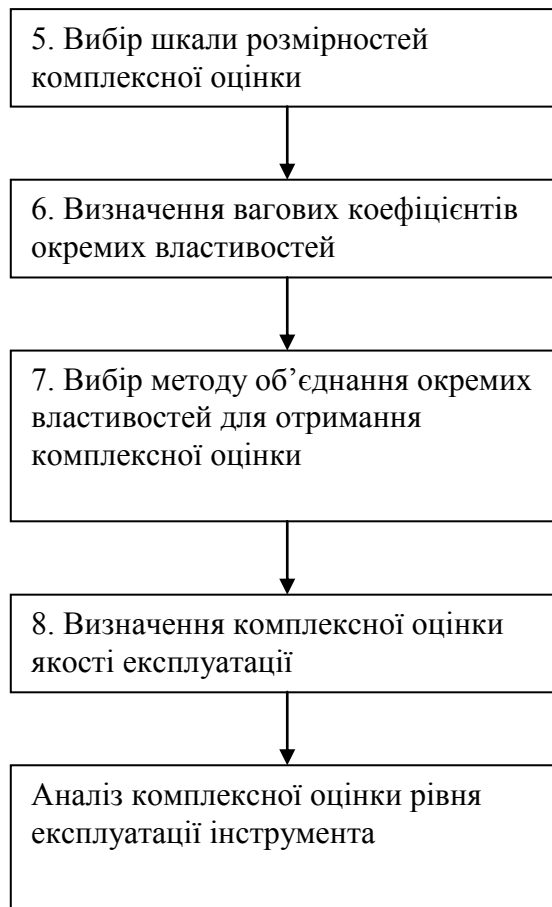 5. Вибір шкали розмірностей
комплексної оцінки
6. Визначення вагових коефіцієнтів
окремих властивостей
7. Вибір методу об’єднання окремих
властивостей для отримання
комплексної оцінки
8. Визначення комплексної оцінки
якості експлуатації
Аналіз комплексної оцінки рівня
експлуатації інструмента